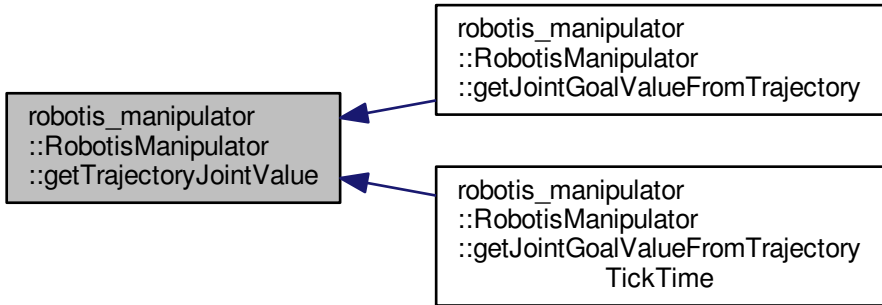 robotis_manipulator
::RobotisManipulator
::getTrajectoryJointValue
robotis_manipulator
::RobotisManipulator
::getJointGoalValueFromTrajectory
robotis_manipulator
::RobotisManipulator
::getJointGoalValueFromTrajectory
TickTime